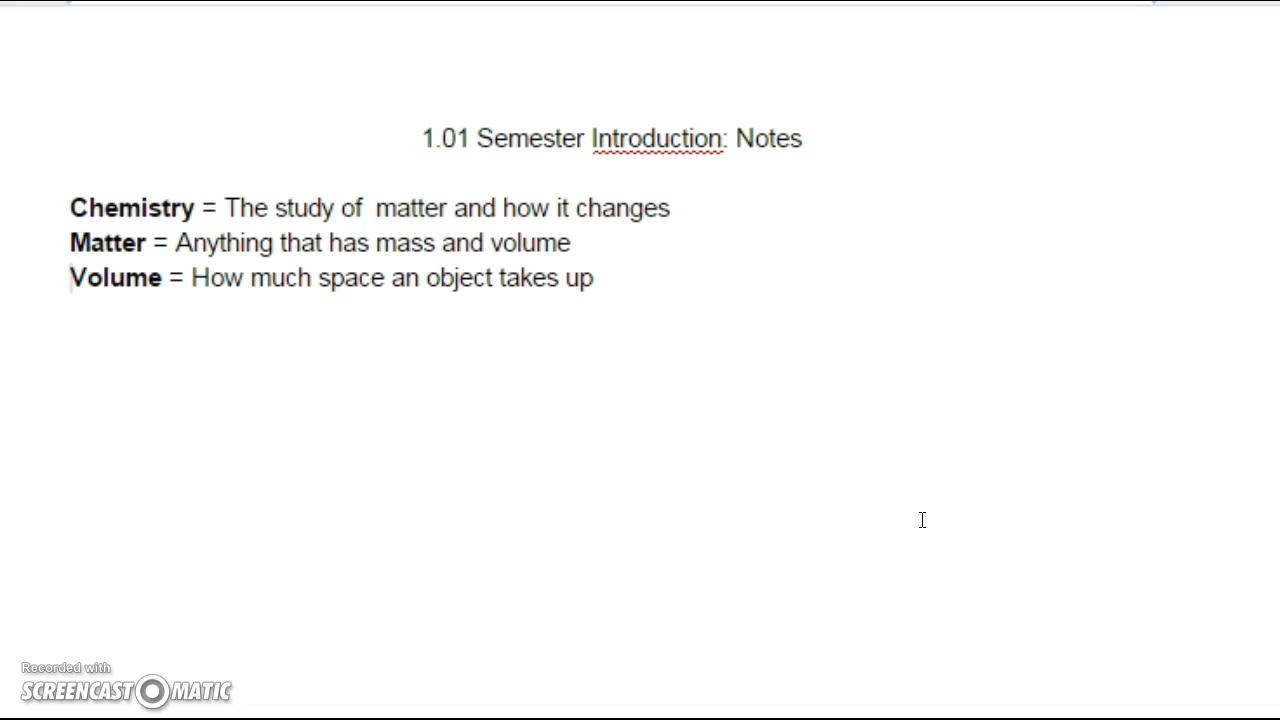 1.01 Semester Introduction: Notes
Chemistry = The study of  matter and how it changes
Matter = Anything that has mass and volume
Volume = How much space an object takes up
Recorded with
SCREENCAST MATIC